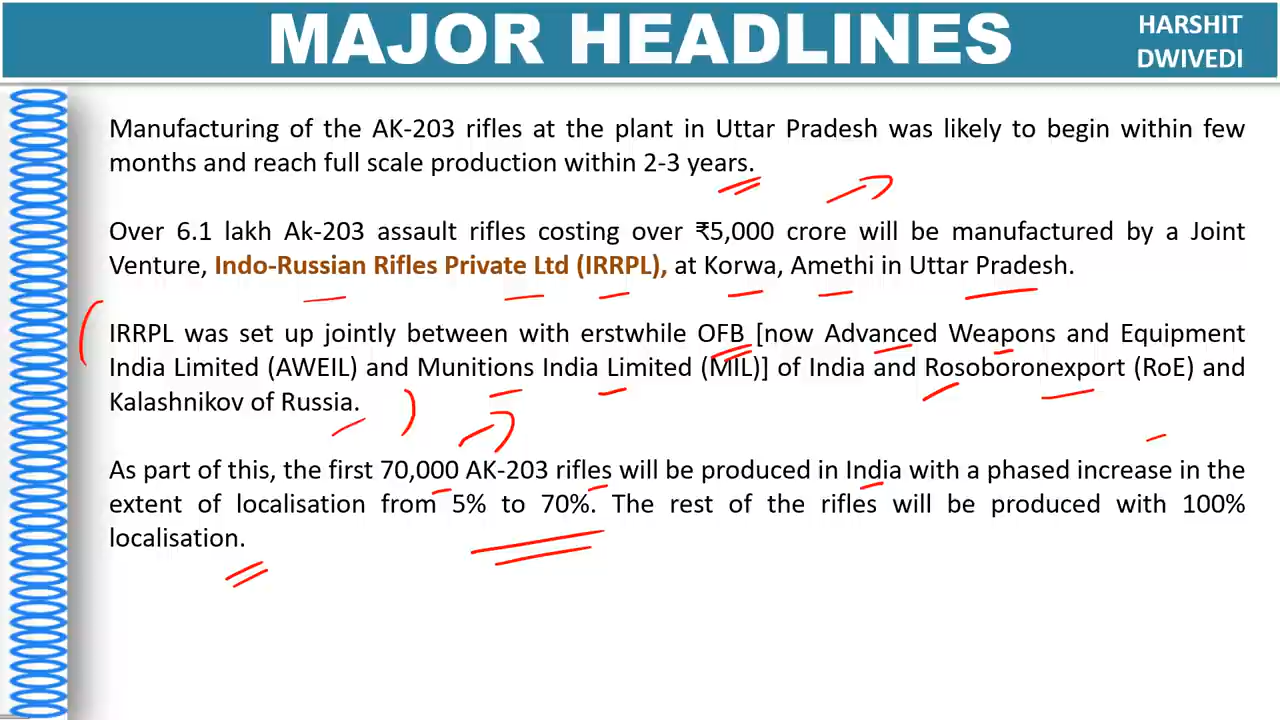 MAJOR HEADLINES
HARSHIT
DWIVEDI
Manufacturing of the AK-203 rifles at the plant in Uttar Pradesh was likely to begin within few
months and reach full scale production within 2-3 years.
Over 6.1 lakh Ak-203 assault rifles costing over ₹5,000 crore will be manufactured by a Joint
Venture, Indo-Russian Rifles Private Ltd (IRRPL), at Korwa, Amethi in Uttar Pradesh.
IRRPL was set up jointly between with erstwhile OFB [now Advanced Weapons and Equipment
India Limited (AWEIL) and Munitions India Limited (MIL)] of India and Rosoboronexport (RoE) and
Kalashnikov of Russia.
As part of this, the first 70,000 AK-203 rifles will be produced in India with a phased increase in the
extent of localisation from 5% to 70%. The rest of the rifles will be produced with 100%
localisation.